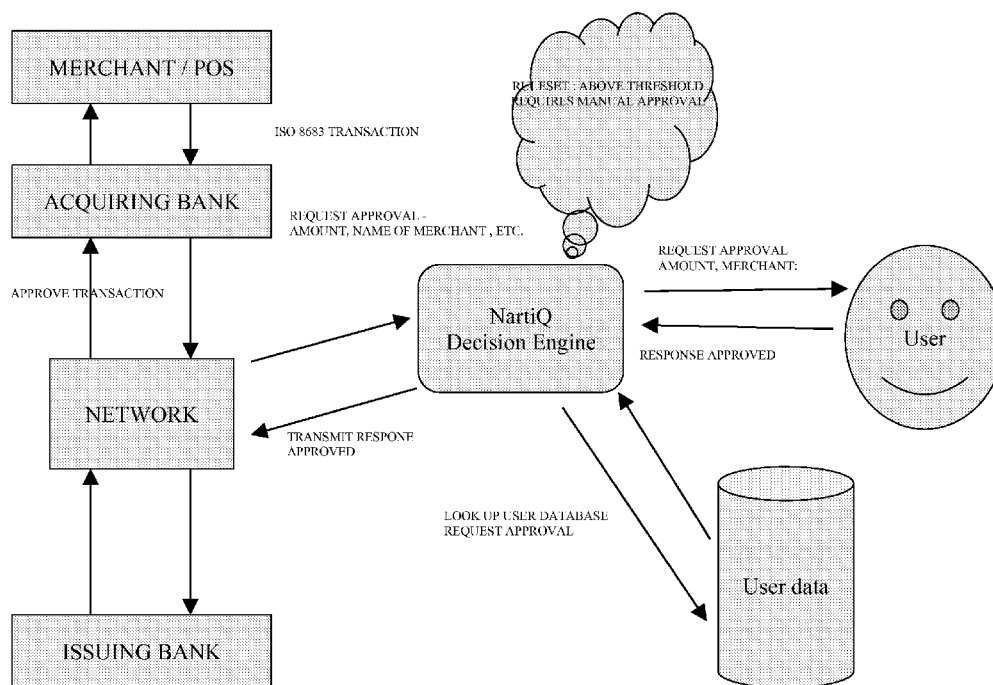 MERCHANT / POS
ISO 8683 TRANSACTION
RULESET : ABOVE THRESHOLD
REQUIRES MANUAL APPROVAL
ACQUIRING BANK
REQUEST APPROVAL -
AMOUNT, NAME OF MERCHANT , ETC.
APPROVE TRANSACTION
NartiQ
Decision Engine
REQUEST APPROVAL
AMOUNT, MERCHANT:
User
RESPONSE APPROVED
NETWORK
TRANSMIT RESPONE
APPROVED
LOOK UP USER DATABASE
REQUEST APPROVAL
User data
ISSUING BANK